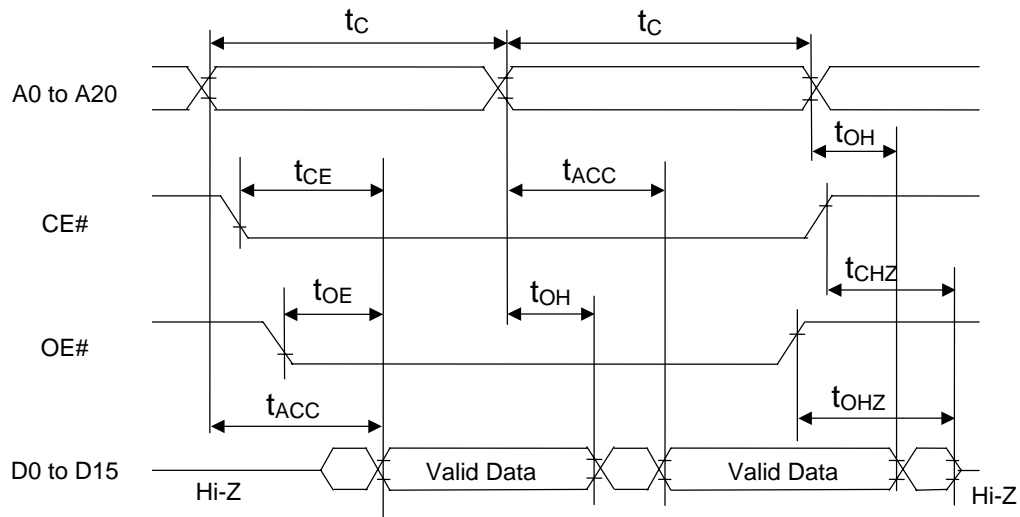 tC tC
A0 to A20
tOH
tCE tACC
CE#
tCHZ
tOE tOH
OE#
tACC tOHZ
D0 to D15 Valid Data Valid Data
Hi-Z Hi-Z